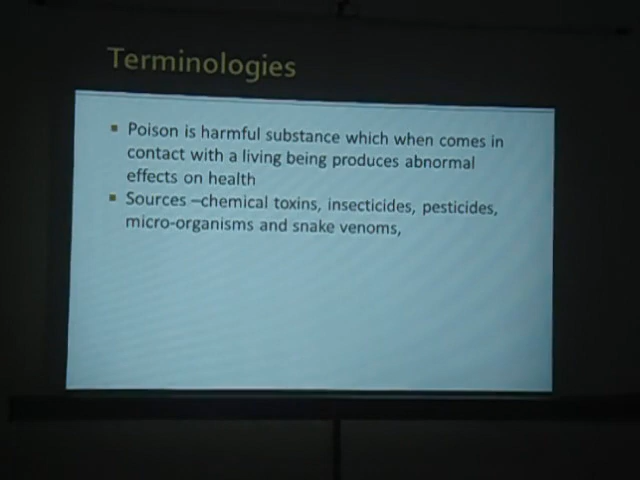 Terminologies
▪ Poison is harmful substance which when comes in
contact with a living being produces abnormal
effects on health
▪ Sources –chemical toxins, insecticides, pesticides,
micro-organisms and snake venoms,